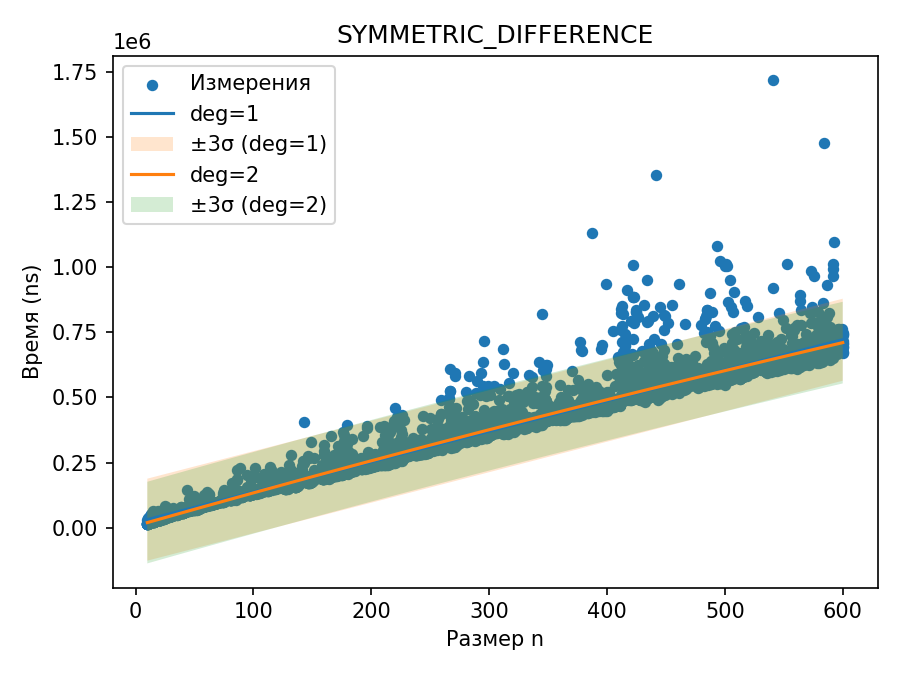 SYMMETRIC_DIFFERENCE
1e6
1.75
1.50
1.25
1.00
0.75
0.50
0.25
0.00
Время (ns)
Измерения
deg=1
±3σ (deg=1)
deg=2
±3σ (deg=2)
0 100 200 300 400 500 600
Размер n